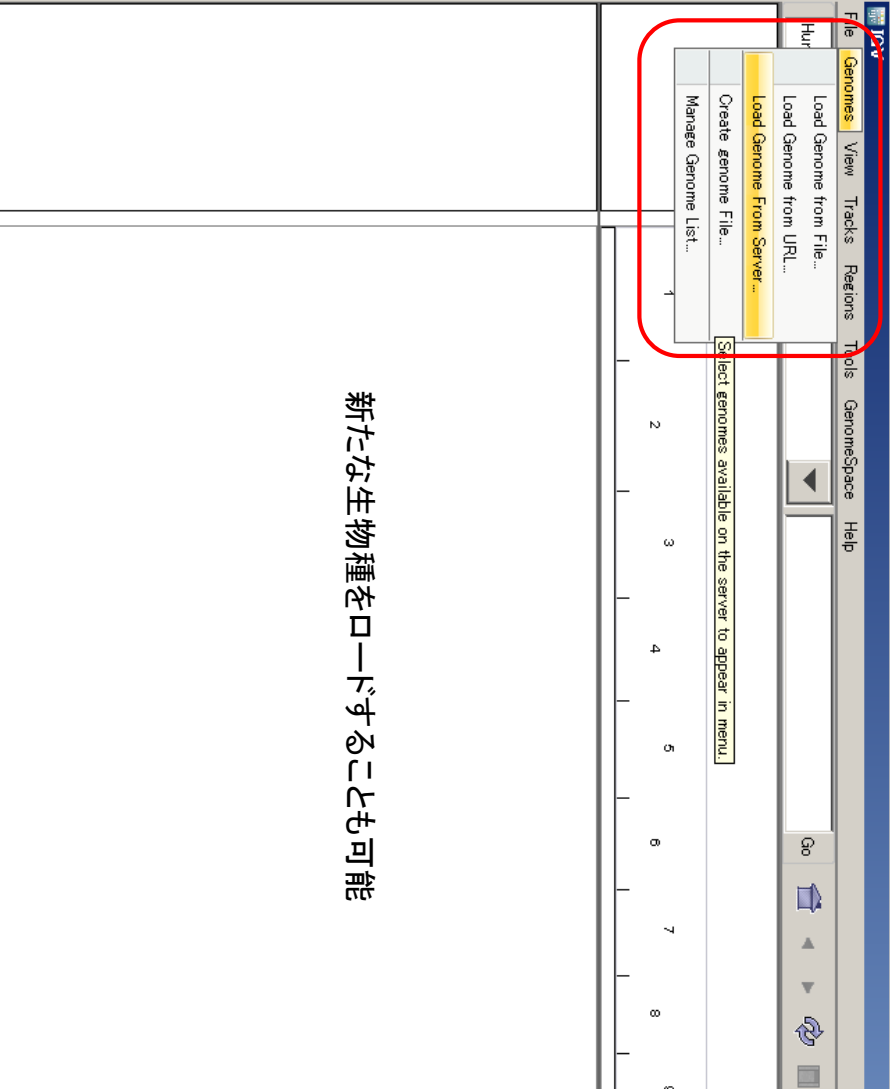 IGV
File Genomes View Tracks Regions Tools GenomeSpace Help
Hur
Go
Load Genome from File...
Load Genome from URL...
Load Genome From Server...
Create .genome File...
Manage Genome List...
Select genomes available on the server to appear in menu.
1 2 3 4 5 6 7 8
新たな生物種をロードすることも可能